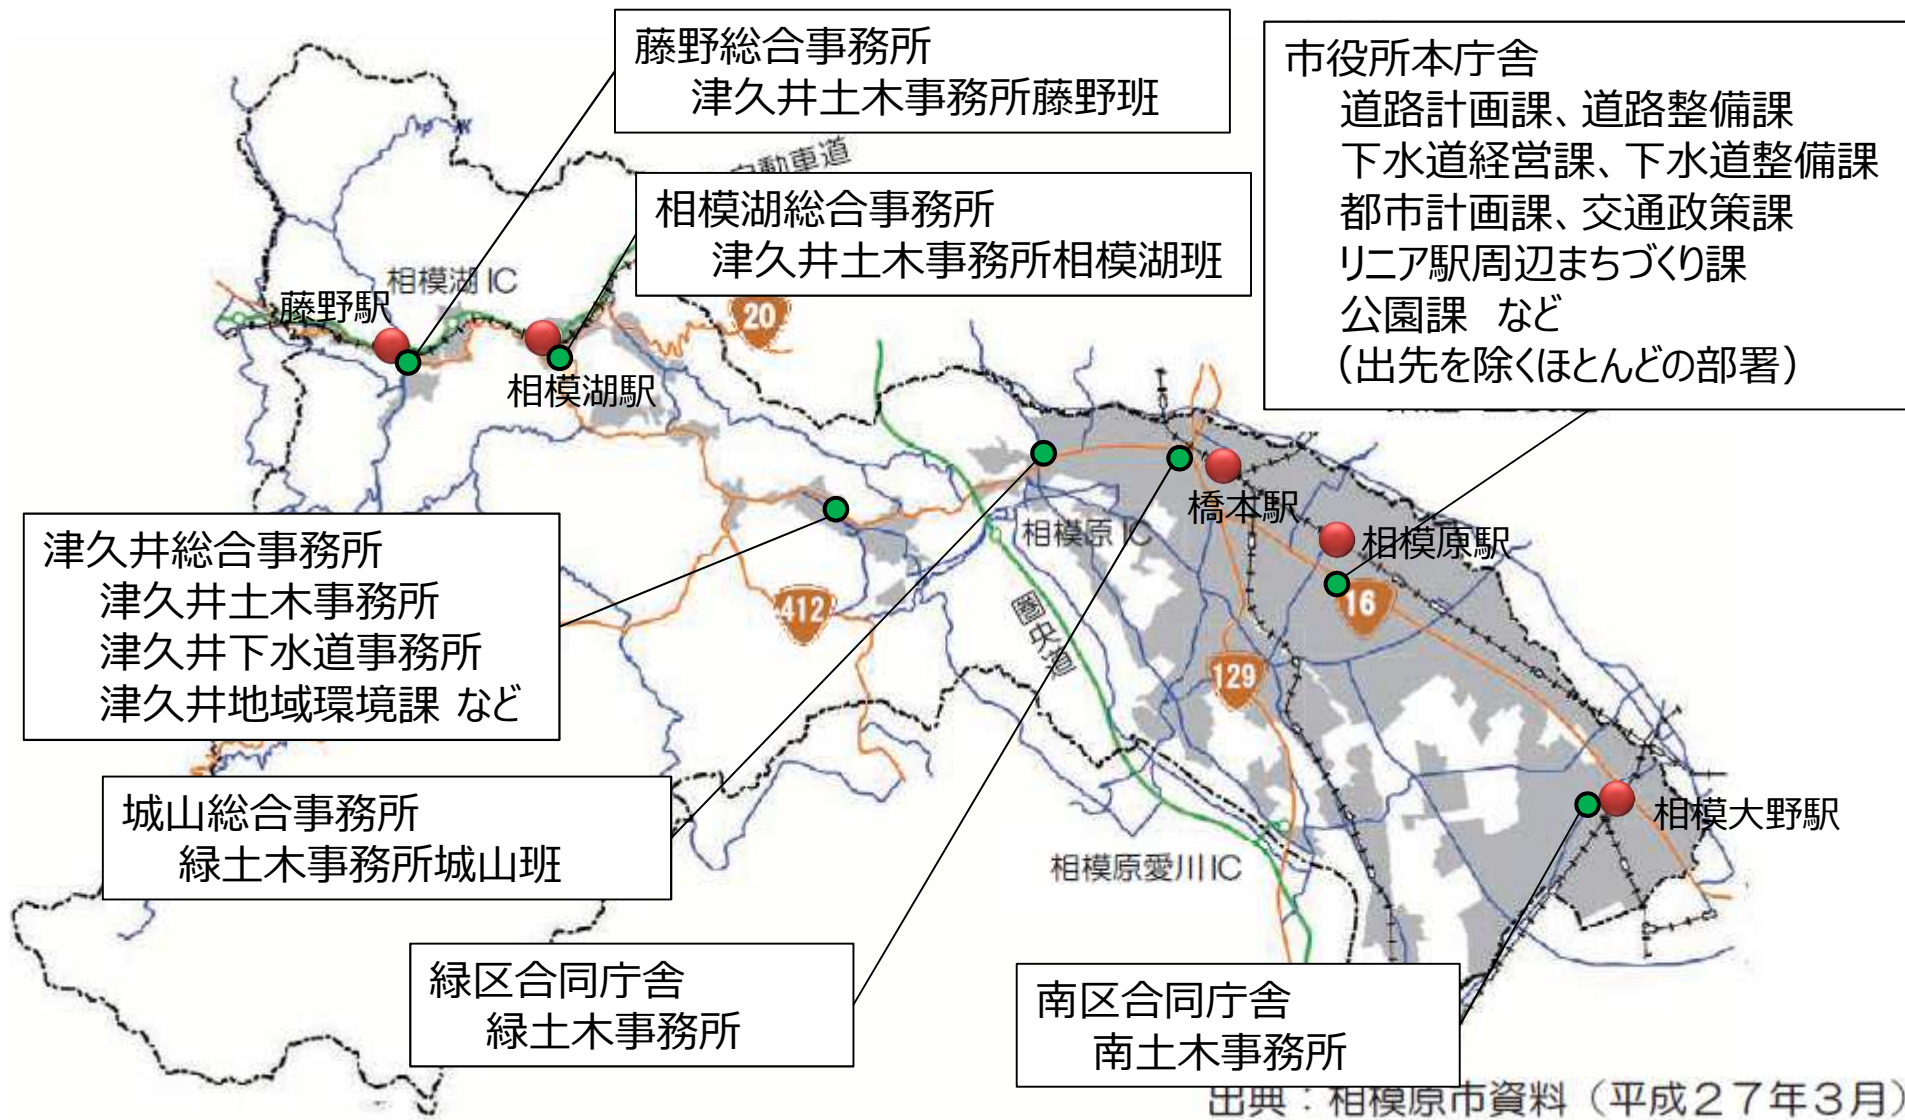 藤野総合事務所
津久井土木事務所藤野班
市役所本庁舎
道路計画課、道路整備課
下水道経営課、下水道整備課
都市計画課、交通政策課
リニア駅周辺まちづくり課
公園課 など
(出先を除くほとんどの部署)
自動車道
相模湖総合事務所
津久井土木事務所相模湖班
相模湖IC
藤野駅
20
相模湖駅
橋本駅
相模原IC
相模原駅
津久井総合事務所
津久井土木事務所
津久井下水道事務所
津久井地域環境課 など
412
16
圏央道
129
城山総合事務所
緑土木事務所城山班
相模大野駅
相模原愛川IC
緑区合同庁舎
緑土木事務所
南区合同庁舎
南土木事務所
出典:相模原市資料(平成27年3月)